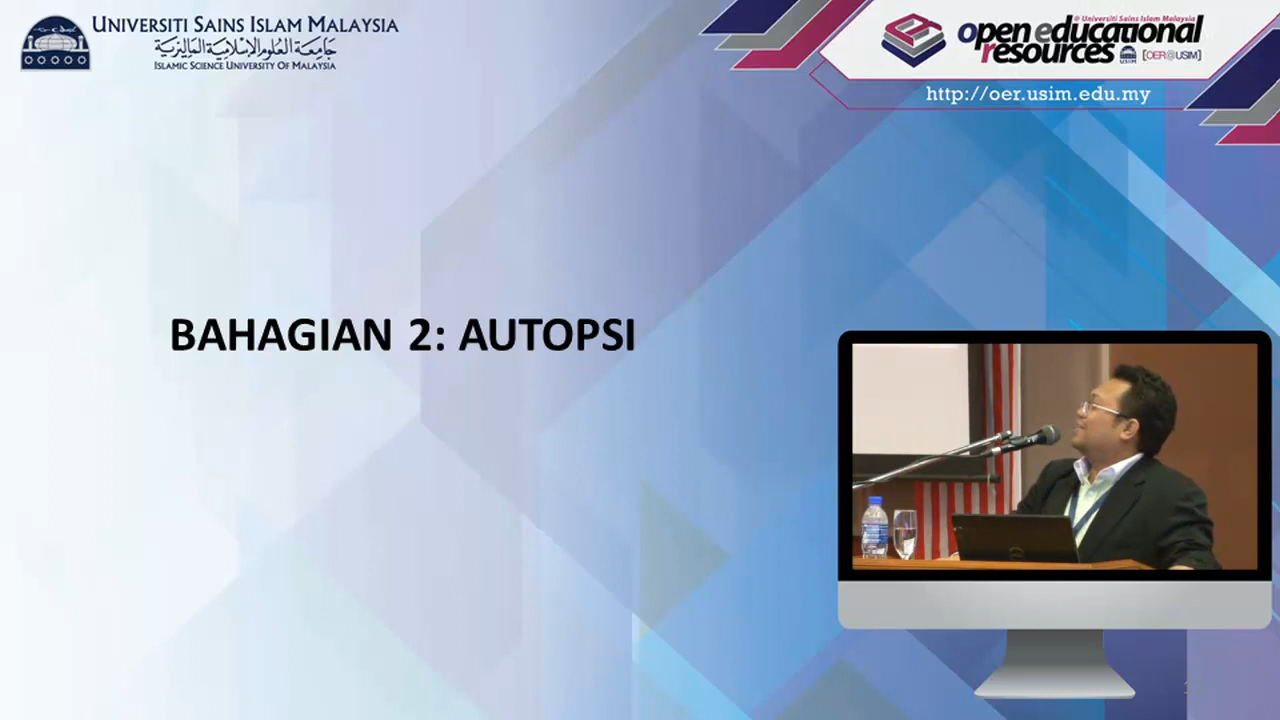 UNIVERSITI SAINS ISLAM MALAYSIA
جامعة العلوم الإسلامية الماليزية
ISLAMIC SCIENCE UNIVERSITY OF MALAYSIA
@ Universiti Sains Islam Malaysia
open educational
resources
USIM
[OER@USIM]
http://oer.usim.edu.my
BAHAGIAN 2: AUTOPSI